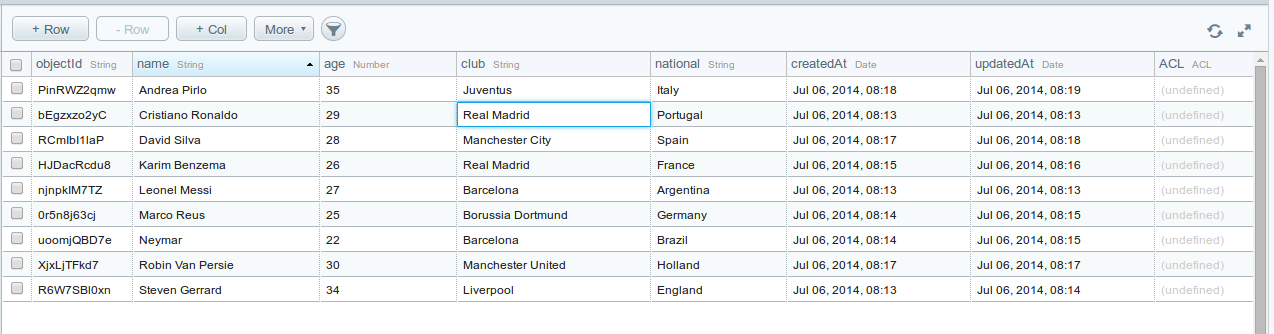 + Row - Row + Col More
objectId String name String age Number club String national String createdAt Date updatedAt Date ACL ACL
PinRWZ2qmw Andrea Pirlo 35 Juventus Italy Jul 06, 2014, 08:18 Jul 06, 2014, 08:19 (undefined)
bEgzxzo2yC Cristiano Ronaldo 29 Real Madrid Portugal Jul 06, 2014, 08:13 Jul 06, 2014, 08:13 (undefined)
RCmIbI1IaP David Silva 28 Manchester City Spain Jul 06, 2014, 08:17 Jul 06, 2014, 08:18 (undefined)
HJDacRcdu8 Karim Benzema 26 Real Madrid France Jul 06, 2014, 08:15 Jul 06, 2014, 08:16 (undefined)
njnpkIM7TZ Leonel Messi 27 Barcelona Argentina Jul 06, 2014, 08:13 Jul 06, 2014, 08:13 (undefined)
0r5n8j63cj Marco Reus 25 Borussia Dortmund Germany Jul 06, 2014, 08:14 Jul 06, 2014, 08:15 (undefined)
uoomjQBD7e Neymar 22 Barcelona Brazil Jul 06, 2014, 08:14 Jul 06, 2014, 08:15 (undefined)
XjxLjTFkd7 Robin Van Persie 30 Manchester United Holland Jul 06, 2014, 08:17 Jul 06, 2014, 08:17 (undefined)
R6W7SBI0xn Steven Gerrard 34 Liverpool England Jul 06, 2014, 08:13 Jul 06, 2014, 08:14 (undefined)